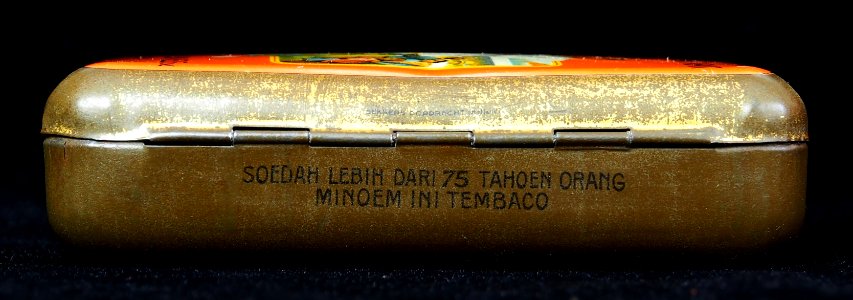 SOEDAH LEBIH DARI 75 TAHOEN ORANG
MINOEM INI TEMBACO